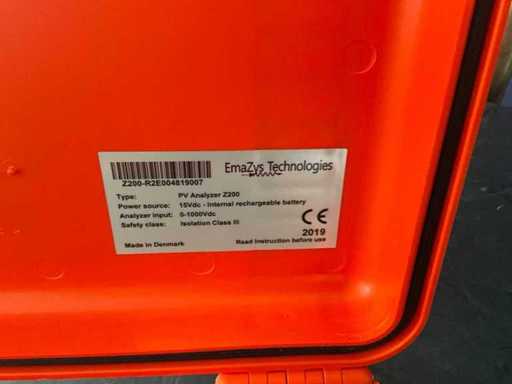 EmaZys Technologies
Z200-R2E004819007
Type: PV Analyzer Z200
Power source: 15Vdc - Internal rechargeable battery
Analyzer input: 0-1000Vdc
Safety class: Isolation Class III
CE
2019
Made in Denmark Read instruction before use